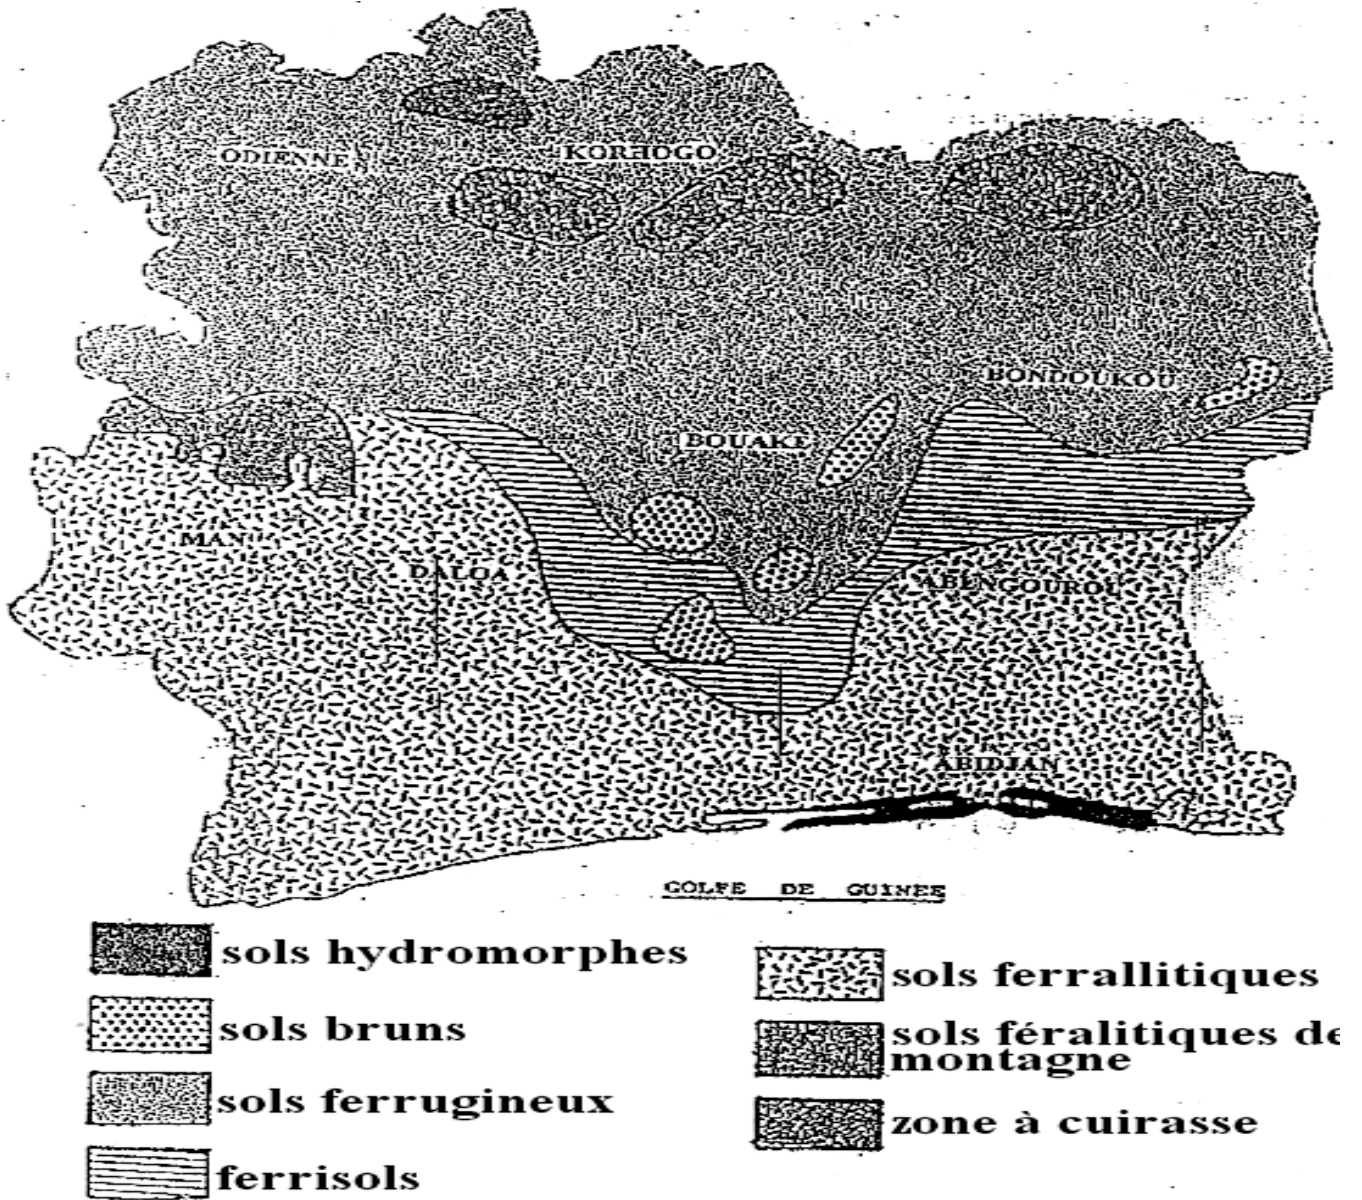 ODIENNE
KORHOGO
BONDOUKOU
BOUAKE
MAN
DALOA
ABENGOUROU
ABIDJAN
GOLFE DE GUINEE
sols hydromorphes
sols bruns
sols ferrugineux
ferrisols
sols ferrallitiques
sols féralitiques de
montagne
zone à cuirasse